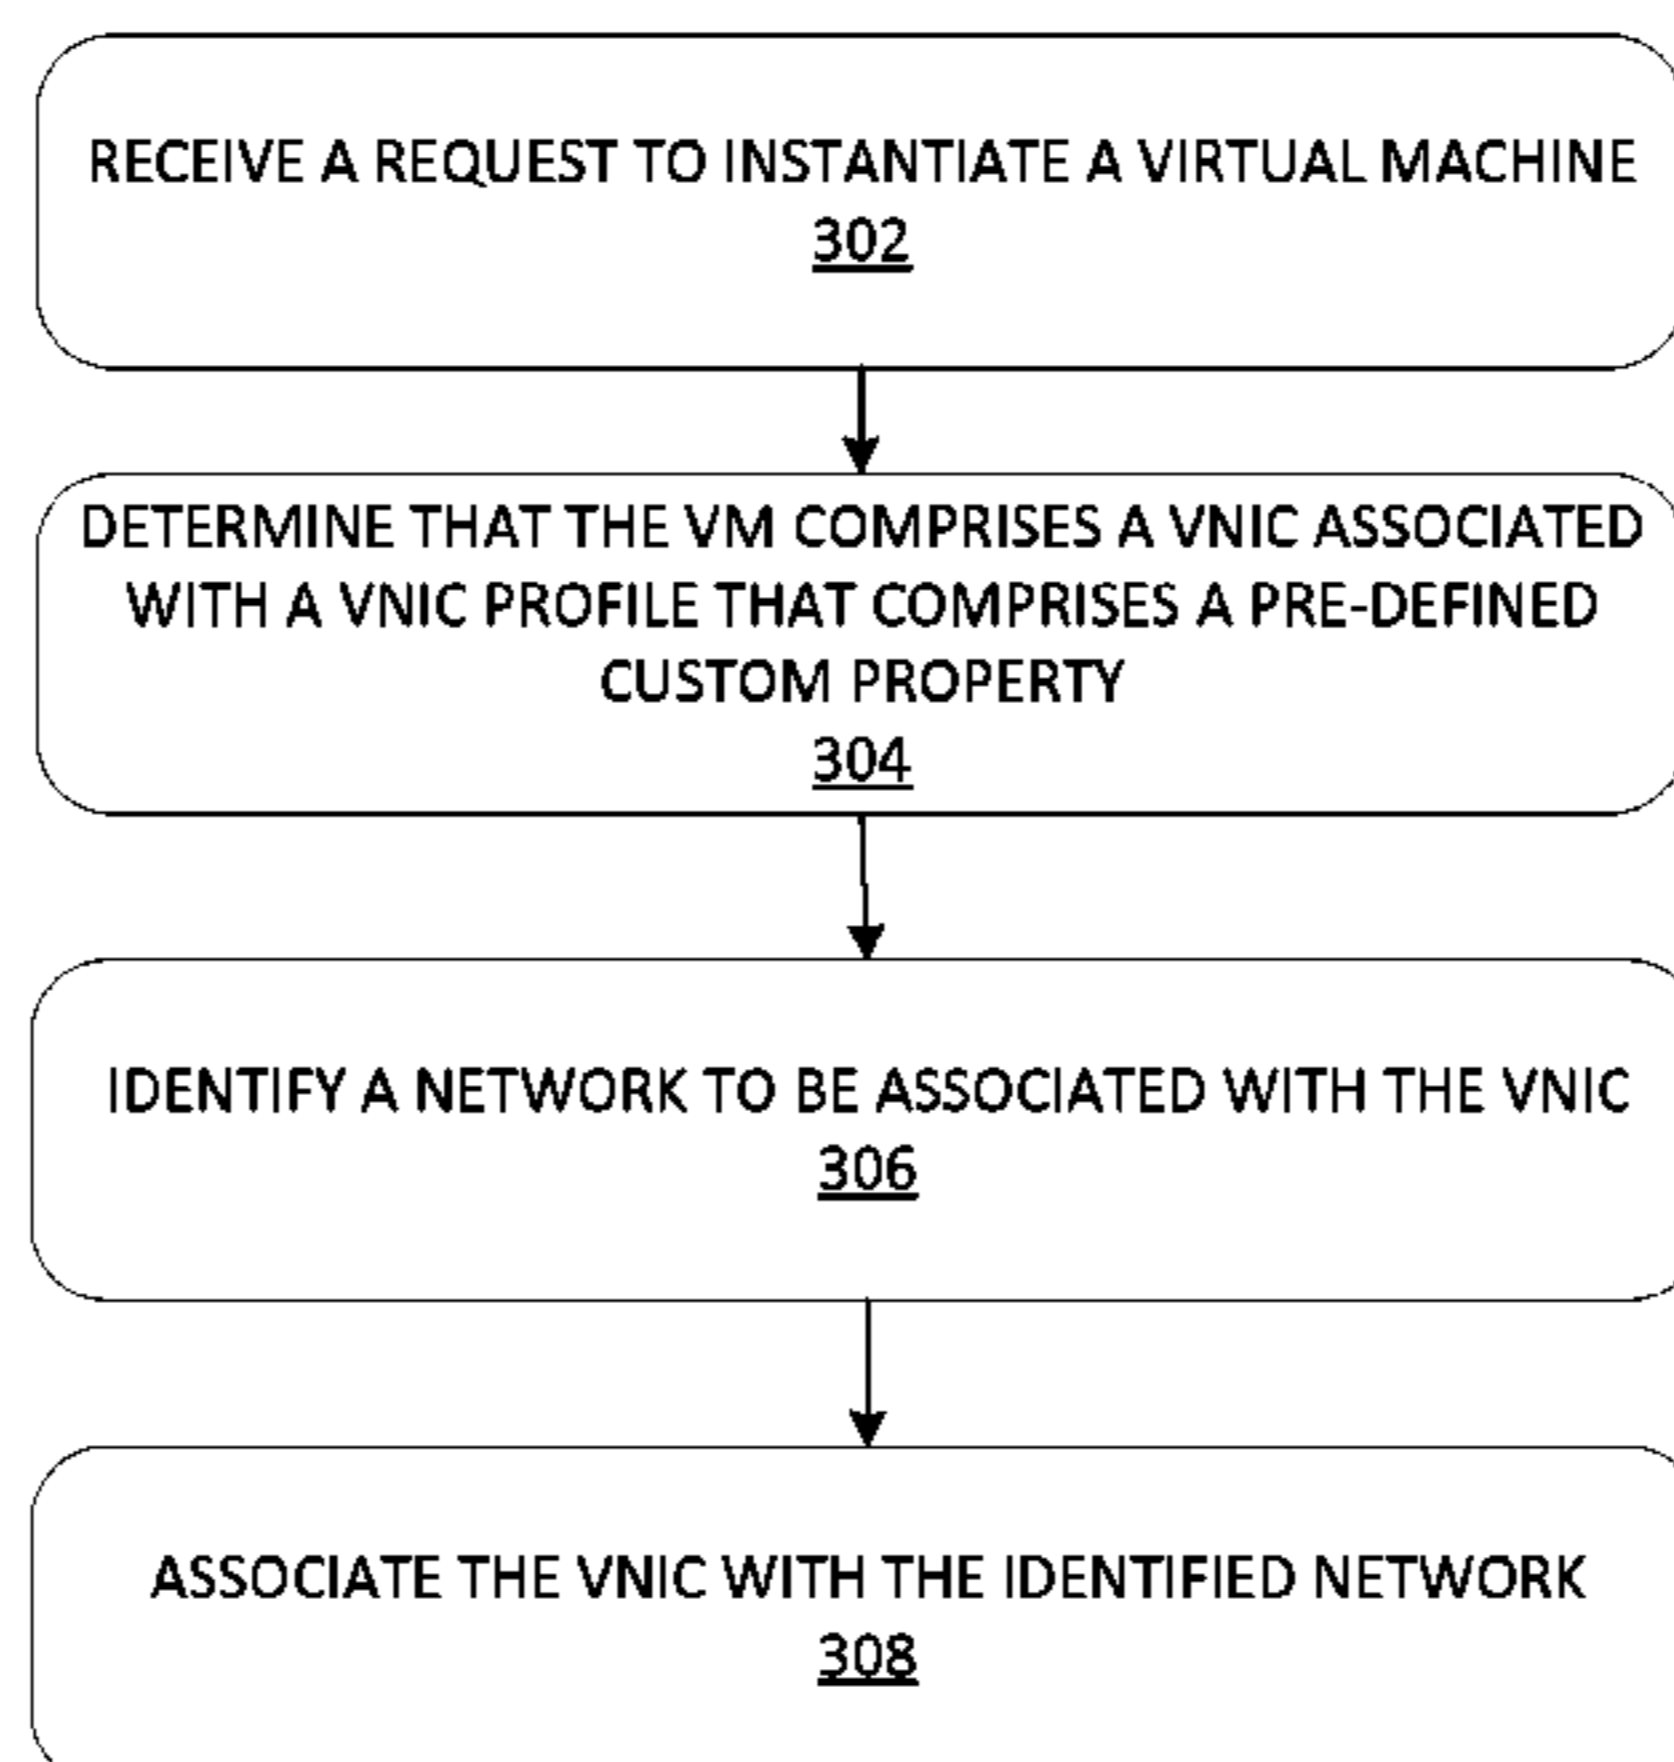 RECEIVE A REQUEST TO INSTANTIATE A VIRTUAL MACHINE
302
DETERMINE THAT THE VM COMPRISES A VNIC ASSOCIATED
WITH A VNIC PROFILE THAT COMPRISES A PRE-DEFINED
CUSTOM PROPERTY
304
IDENTIFY A NETWORK TO BE ASSOCIATED WITH THE VNIC
306
ASSOCIATE THE VNIC WITH THE IDENTIFIED NETWORK
308